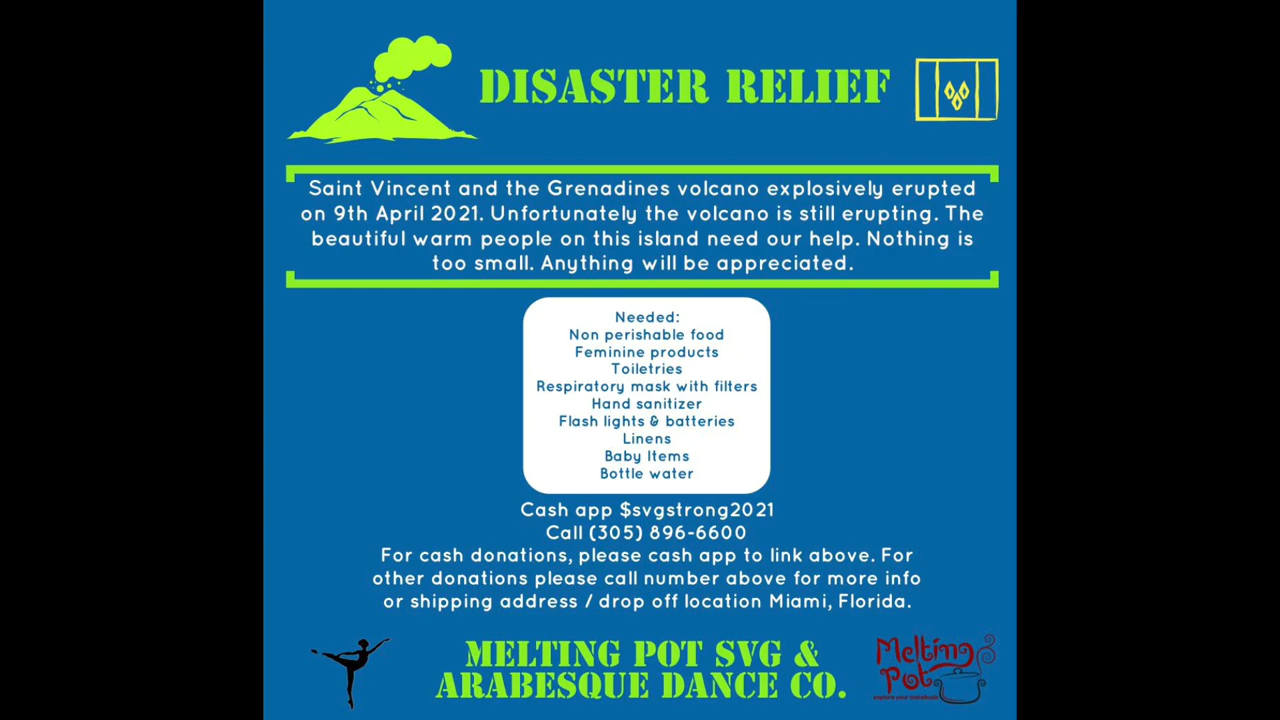 DISASTER RELIEF
Saint Vincent and the Grenadines volcano explosively erupted
on 9th April 2021. Unfortunately the volcano is still erupting. The
beautiful warm people on this island need our help. Nothing is
too small. Anything will be appreciated.
Needed:
Non perishable food
Feminine products
Toiletries
Respiratory mask with filters
Hand sanitizer
Flash lights & batteries
Linens
Baby Items
Bottle water
Cash app $svgstrong2021
Call (305) 896-6600
For cash donations, please cash app to link above. For
other donations please call number above for more info
or shipping address / drop off location Miami, Florida.
MELTING POT SVG &
ARABESQUE DANCE CO.
Melting
Pot
explore your tastebuds